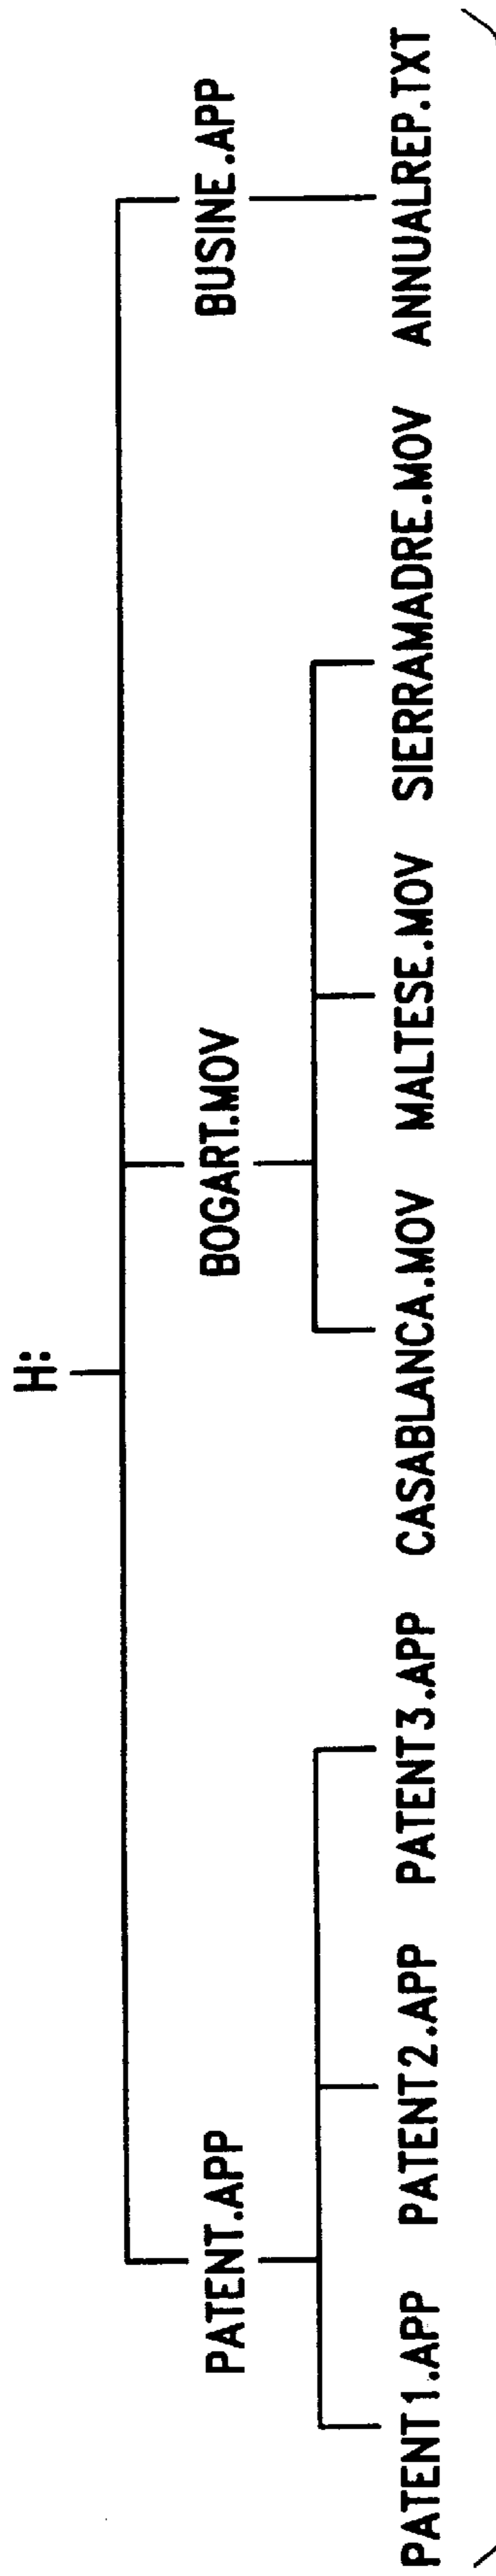 H:
PATENT.APP BOGART.MOV BUSINE.APP
PATENT1.APP PATENT2.APP PATENT3.APP CASABLANCA.MOV MALTESE.MOV SIERRAMADRE.MOV ANNUALREP.TXT